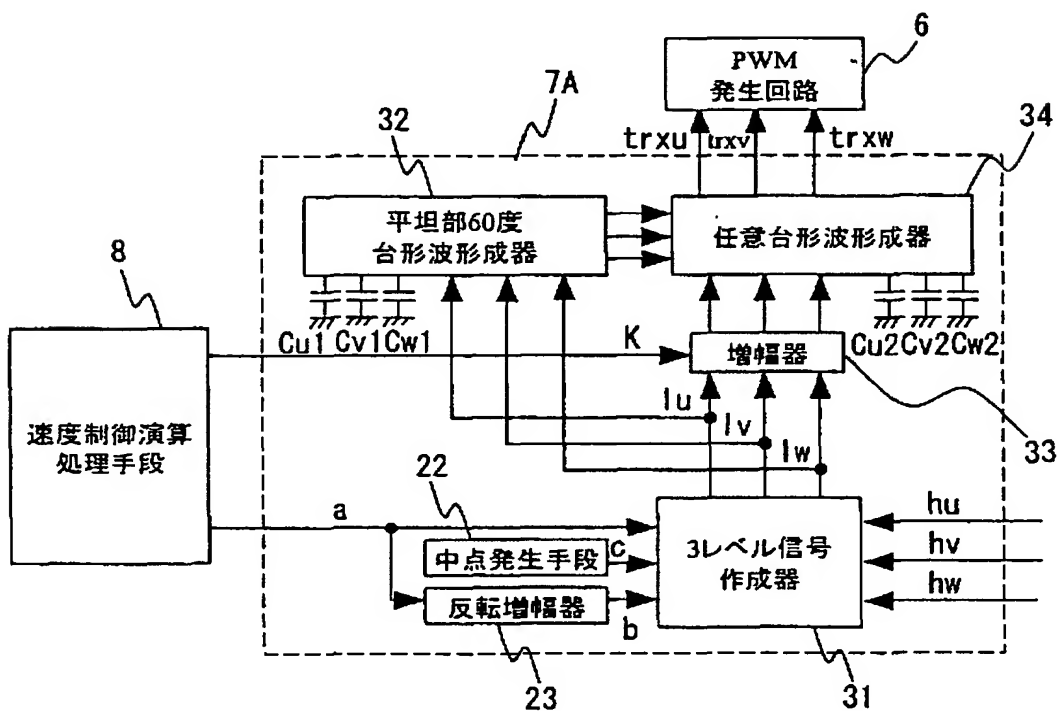 6
PWM
発生回路
7A
32
trxu
trxv
trxw
34
平坦部60度
台形波形成器
任意台形波形成器
8
Cu1
Cv1
Cw1
K
増幅器
Cu2
Cv2
Cw2
速度制御演算
処理手段
Iu
Iv
Iw
33
22
a
hu
中点発生手段
c
3レベル信号
作成器
hv
反転増幅器
b
hw
23
31